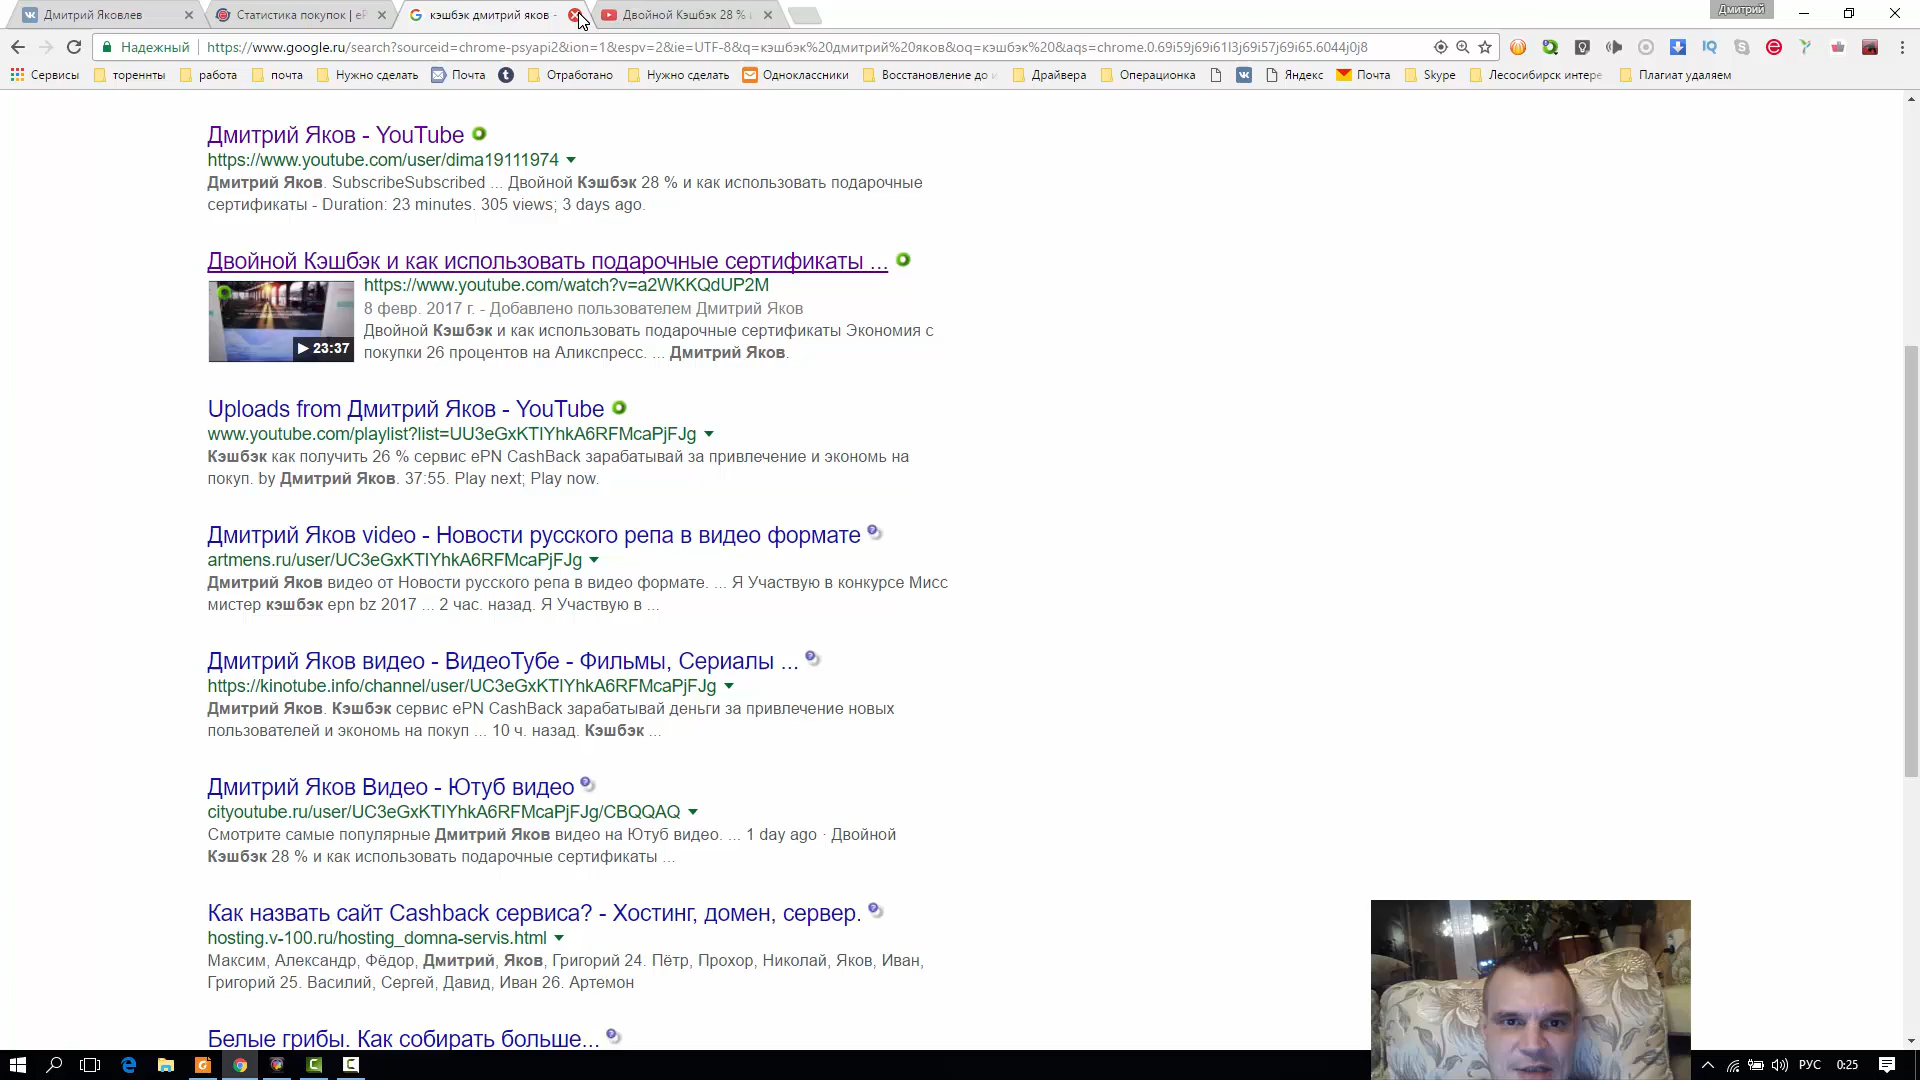 Дмитрий Яковлев
Статистика покупок | eP
кэшбэк дмитрий яков -
Двойной Кэшбэк 28 %
Дмитрий
Надежный
https://www.google.ru/search?sourceid=chrome-psyapi2&ion=1&espv=2&ie=UTF-8&q=кэшбэк%20дмитрий%20яков&oq=кэшбэк%20&aqs=chrome.0.69i59j69i61l3j69i57j69i65.6044j0j8
Сервисы
торенnты
работа
почта
Нужно сделать
Почта
Отработано
Нужно сделать
Одноклассники
Восстановление до
Драйвера
Операционка
Яндекс
Почта
Skype
Лесосибирск интере
Плагиат удаляем
Дмитрий Яков - YouTube
https://www.youtube.com/user/dima19111974
Дмитрий Яков. SubscribeSubscribed ... Двойной Кэшбэк 28 % и как использовать подарочные
сертификаты - Duration: 23 minutes. 305 views; 3 days ago.
Двойной Кэшбэк и как использовать подарочные сертификаты ...
https://www.youtube.com/watch?v=a2WKKQdUP2M
8 февр. 2017 г. - Добавлено пользователем Дмитрий Яков
Двойной Кэшбэк и как использовать подарочные сертификаты Экономия с
покупки 26 процентов на Аликспресс. ... Дмитрий Яков.
23:37
Uploads from Дмитрий Яков - YouTube
www.youtube.com/playlist?list=UU3eGxKTIYhkA6RFMcaPjFJg
Кэшбэк как получить 26 % сервис ePN CashBack зарабатывай за привлечение и экономь на
покуп. by Дмитрий Яков. 37:55. Play next; Play now.
Дмитрий Яков video - Новости русского репа в видео формате
artmens.ru/user/UC3eGxKTIYhkA6RFMcaPjFJg
Дмитрий Яков видео от Новости русского репа в видео формате. ... Я Участвую в конкурсе Мисс
мистер кэшбэк epn bz 2017 ... 2 час. назад. Я Участвую в ...
Дмитрий Яков видео - ВидеоТубе - Фильмы, Сериалы ...
https://kinotube.info/channel/user/UC3eGxKTIYhkA6RFMcaPjFJg
Дмитрий Яков. Кэшбэк сервис ePN CashBack зарабатывай деньги за привлечение новых
пользователей и экономь на покуп ... 10 ч. назад. Кэшбэк ...
Дмитрий Яков Видео - Ютуб видео
cityoutube.ru/user/UC3eGxKTIYhkA6RFMcaPjFJg/CBQQAQ
Смотрите самые популярные Дмитрий Яков видео на Ютуб видео. ... 1 day ago · Двойной
Кэшбэк 28 % и как использовать подарочные сертификаты ...
Как назвать сайт Cashback сервиса? - Хостинг, домен, сервер.
hosting.v-100.ru/hosting_domna-servis.html
Максим, Александр, Фёдор, Дмитрий, Яков, Григорий 24. Пётр, Прохор, Николай, Яков, Иван,
Григорий 25. Василий, Сергей, Давид, Иван 26. Артемон
Белые грибы. Как собирать больше...
РУС
0:25